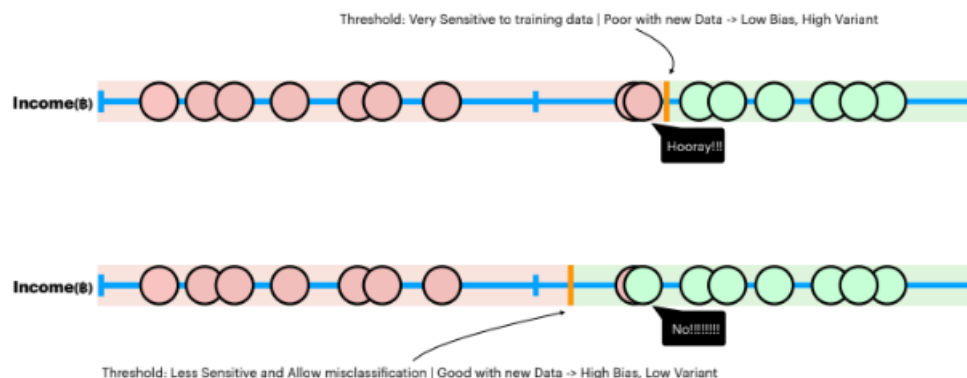 Threshold: Very Sensitive to training data | Poor with new Data -> Low Bias, High Variant
Income(฿)
Hooray!!!
Income(฿)
No!!!!!!!!
Threshold: Less Sensitive and Allow misclassification | Good with new Data -> High Bias, Low Variant